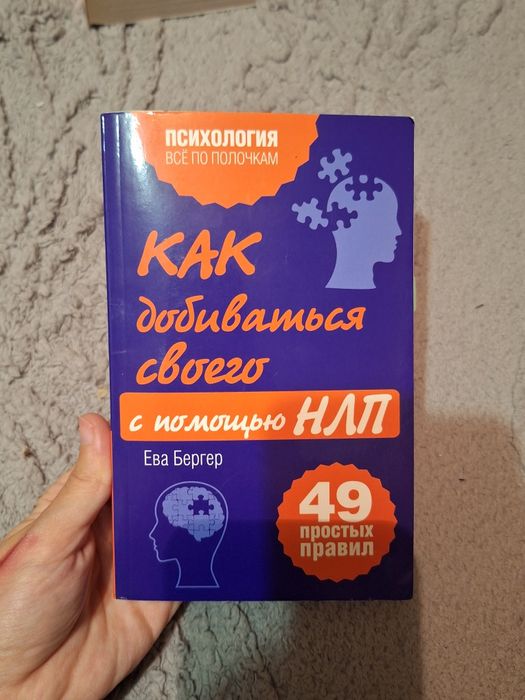 ПСИХОЛОГИЯ
ВСЁ ПО ПОЛОЧКАМ
КАК
добиваться
своего
с помощью НЛП
Ева Бергер
49
простых
правил